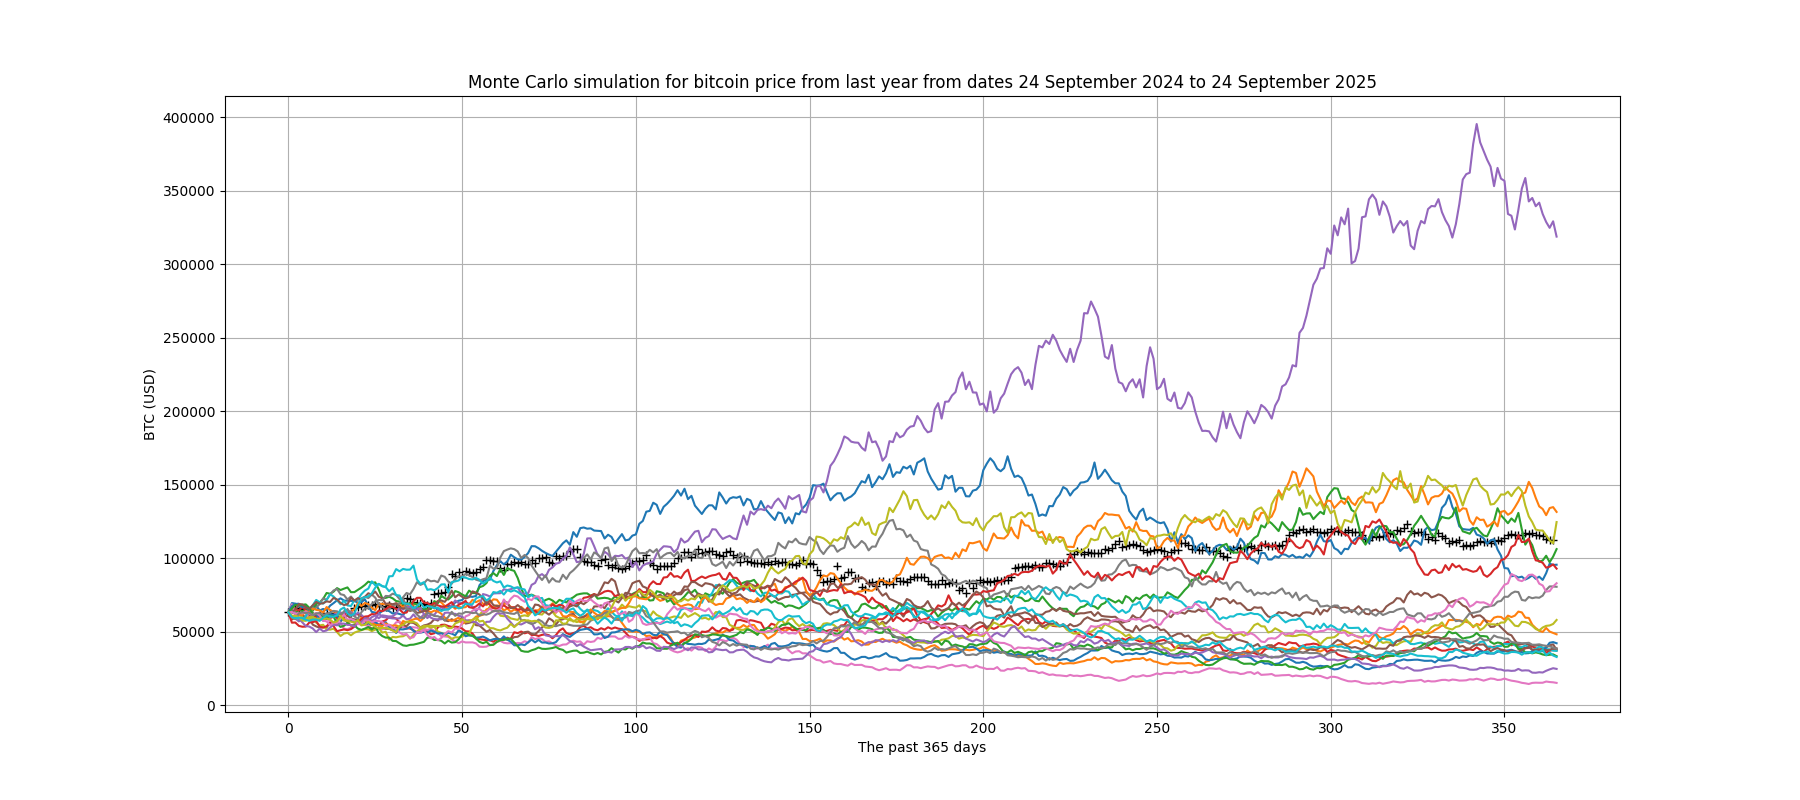 Monte Carlo simulation for bitcoin price from last year from dates 24 September 2024 to 24 September 2025
400000
350000
300000
250000
200000
150000
100000
50000
0
BTC (USD)
0 50 100 150 200 250 300 350
The past 365 days